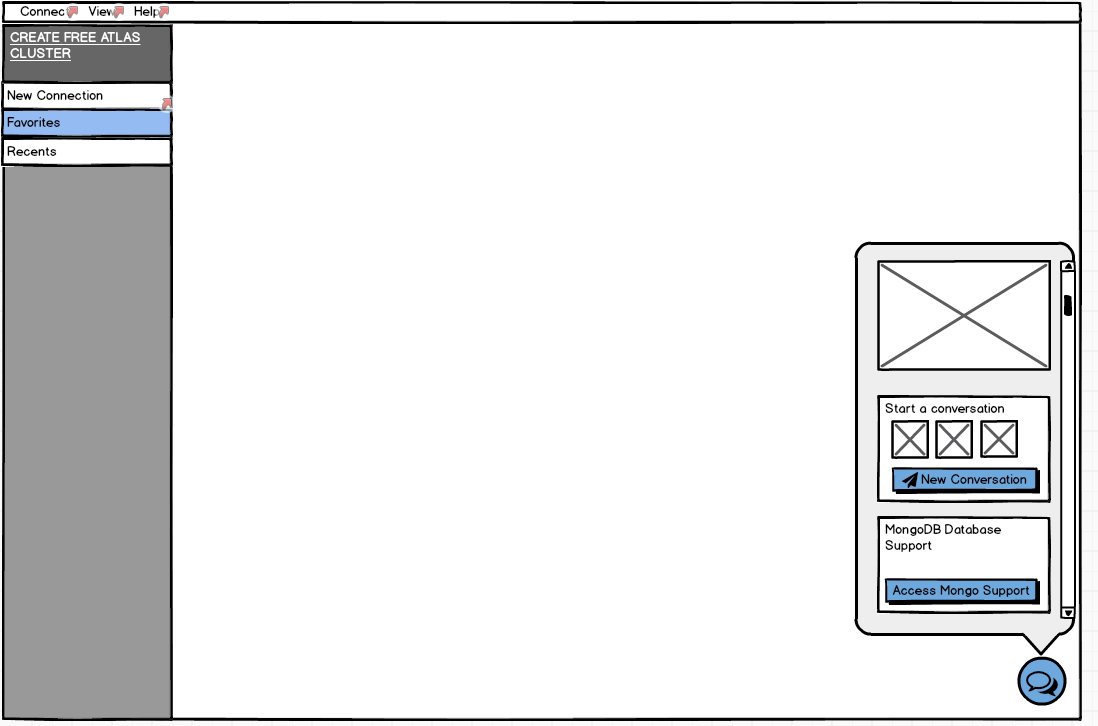 Connec View Help
CREATE FREE ATLAS
CLUSTER
New Connection
Favorites
Recents
Start a conversation
New Conversation
MongoDB Database
Support
Access Mongo Support